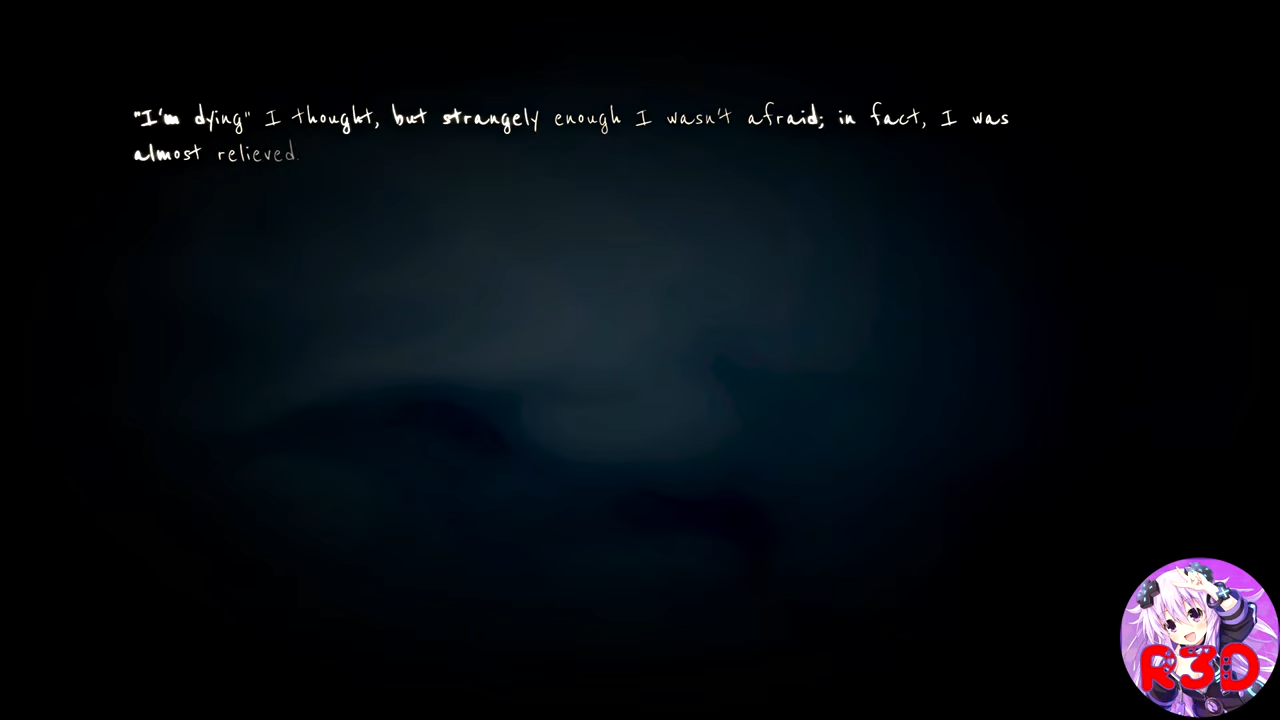 "I'm dying" I thought, but strangely enough I wasn't afraid; in fact, I was
almost relieved.
R3D